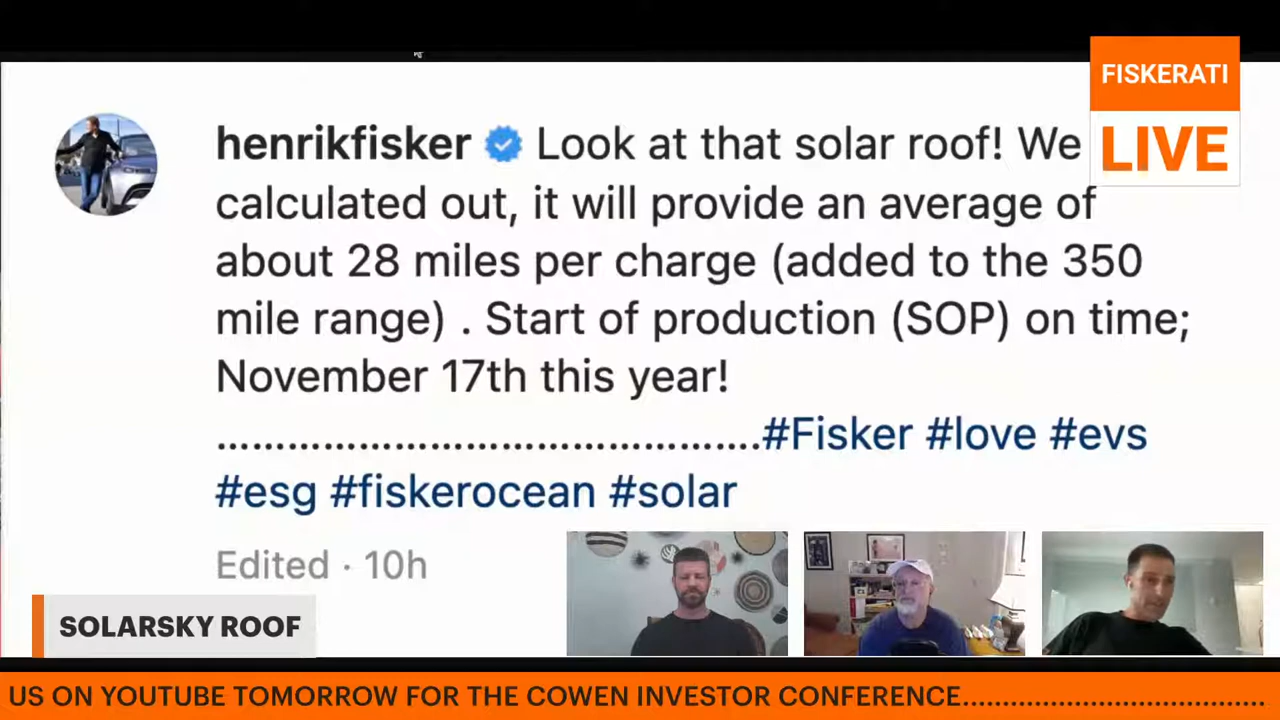 FISKERATI
LIVE
henrikfisker Look at that solar roof! We
calculated out, it will provide an average of
about 28 miles per charge (added to the 350
mile range) . Start of production (SOP) on time;
November 17th this year!
..........................................#Fisker #love #evs
#esg #fiskerocean #solar
Edited · 10h
SOLARSKY ROOF
US ON YOUTUBE TOMORROW FOR THE COWEN INVESTOR CONFERENCE....................................